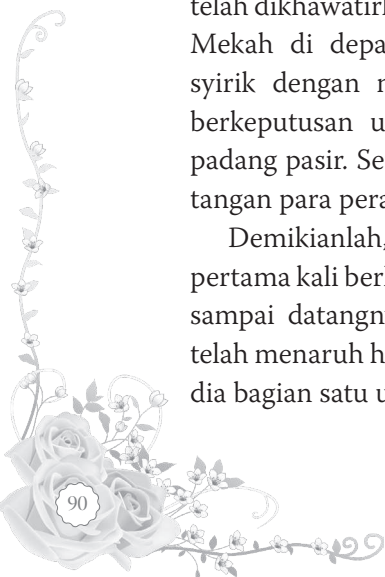 telah dikhawatirl
Mekah di depa
syirik dengan r
berkeputusan u
padang pasir. Se
tangan para pera
Demikianlah,
pertama kali berl
sampai datangn
telah menaruh h
dia bagian satu u
90